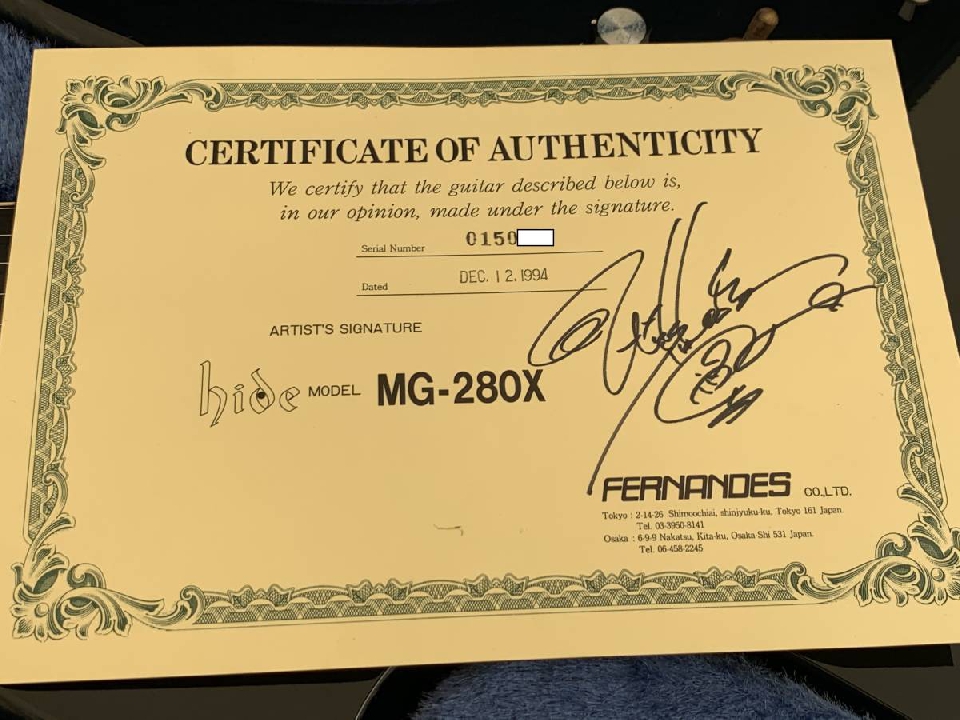 CERTIFICATE OF AUTHENTICITY
We certify that the guitar described below is,
in our opinion, made under the signature.
Serial Number 0150
Dated DEC. 12. 1994
ARTIST'S SIGNATURE
hide MODEL MG-280X
FERNANDES CO.,LTD.
Tokyo : 2-14-26 Shimoochiai, shinjyuku-ku, Tokyo 161 Japan
Tel. 03-3950-8141
Osaka : 6-9-9 Nakatsu, Kita-ku, Osaka Shi 531 Japan
Tel. 06-458-2245